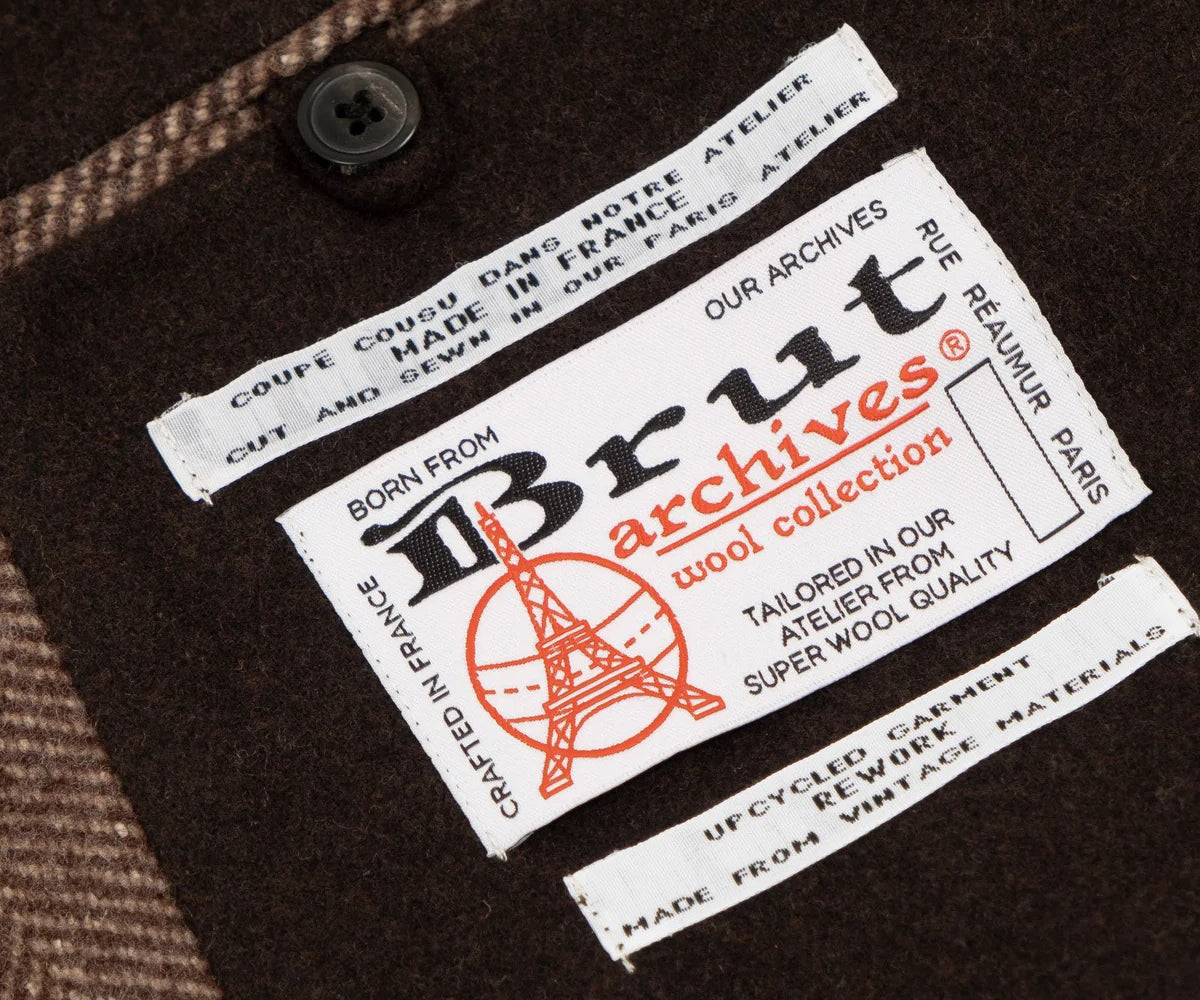 COUPÉ COUSU DANS NOTRE ATELIER
MADE IN FRANCE
CUT AND SEWN IN OUR PARIS ATELIER
BORN FROM OUR ARCHIVES
Brut
archives®
wool collection
TAILORED IN OUR
ATELIER FROM
SUPER WOOL QUALITY
CRAFTED IN FRANCE
RUE RÉAUMUR PARIS
UPCYCLED GARMENT
REWORK
MADE FROM VINTAGE MATERIALS